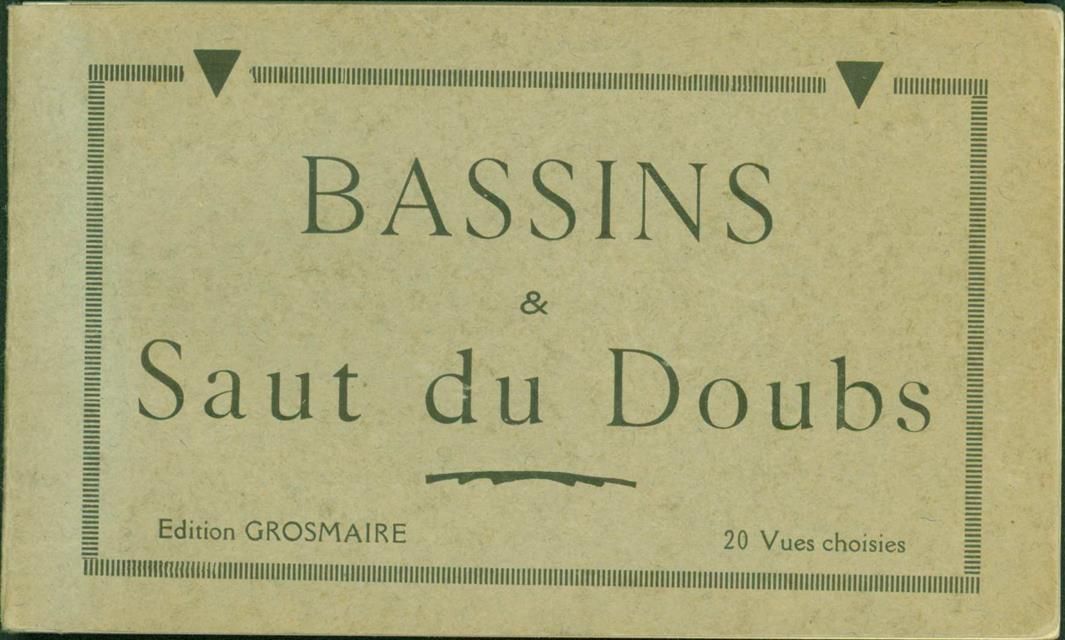 BASSINS
&
Saut du Doubs
Edition GROSMAIRE
20 Vues choisies